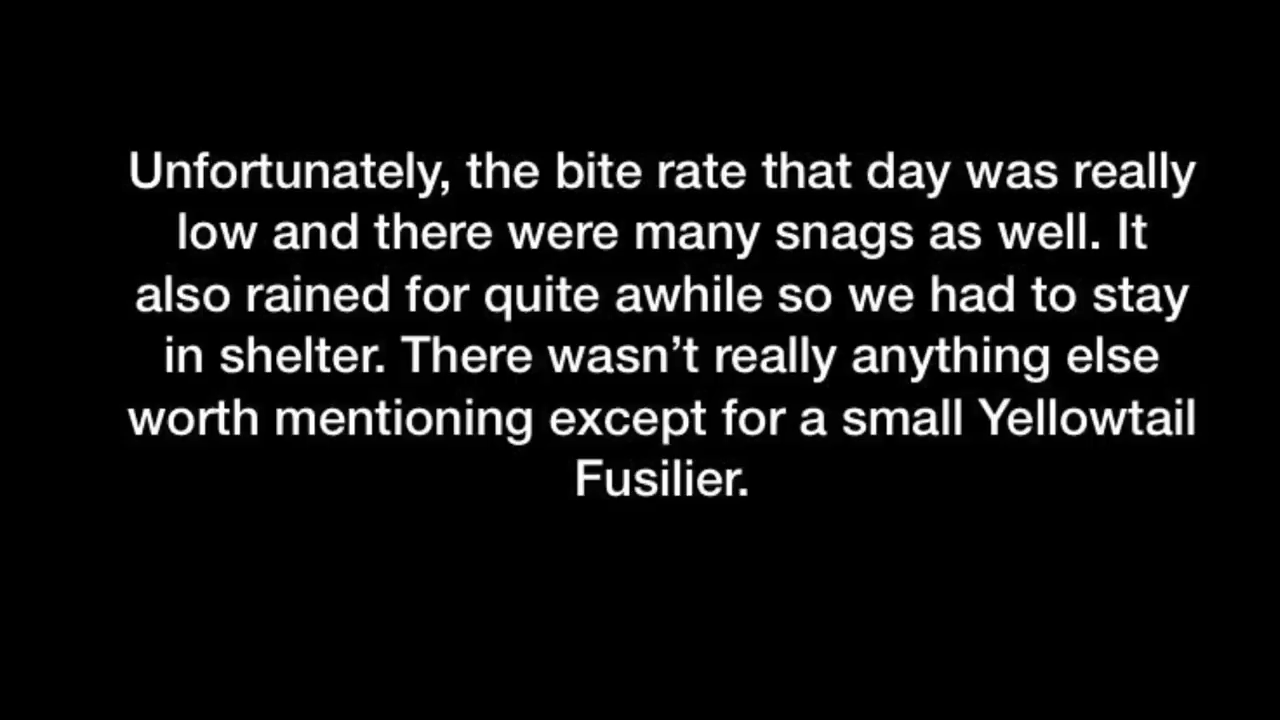 Unfortunately, the bite rate that day was really
low and there were many snags as well. It
also rained for quite awhile so we had to stay
in shelter. There wasn’t really anything else
worth mentioning except for a small Yellowtail
Fusilier.